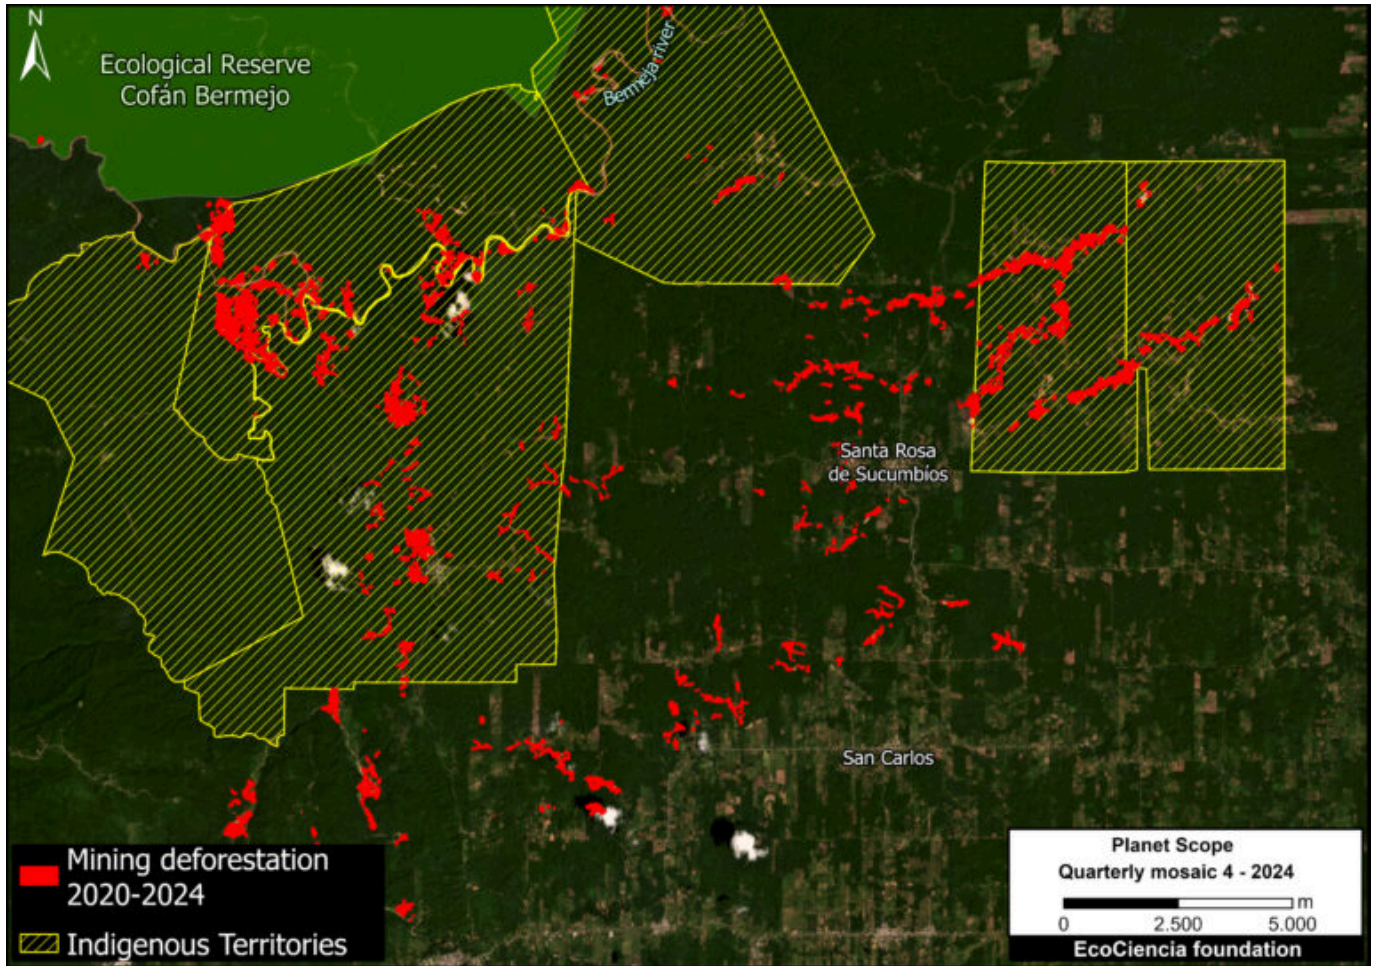 N
Ecological Reserve
Cofán Bermejo
Bermeja river
Santa Rosa
de Sucumbios
San Carlos
Mining deforestation
2020-2024
Indigenous Territories
Planet Scope
Quarterly mosaic 4 - 2024
m
0 2.500 5.000
EcoCiencia foundation